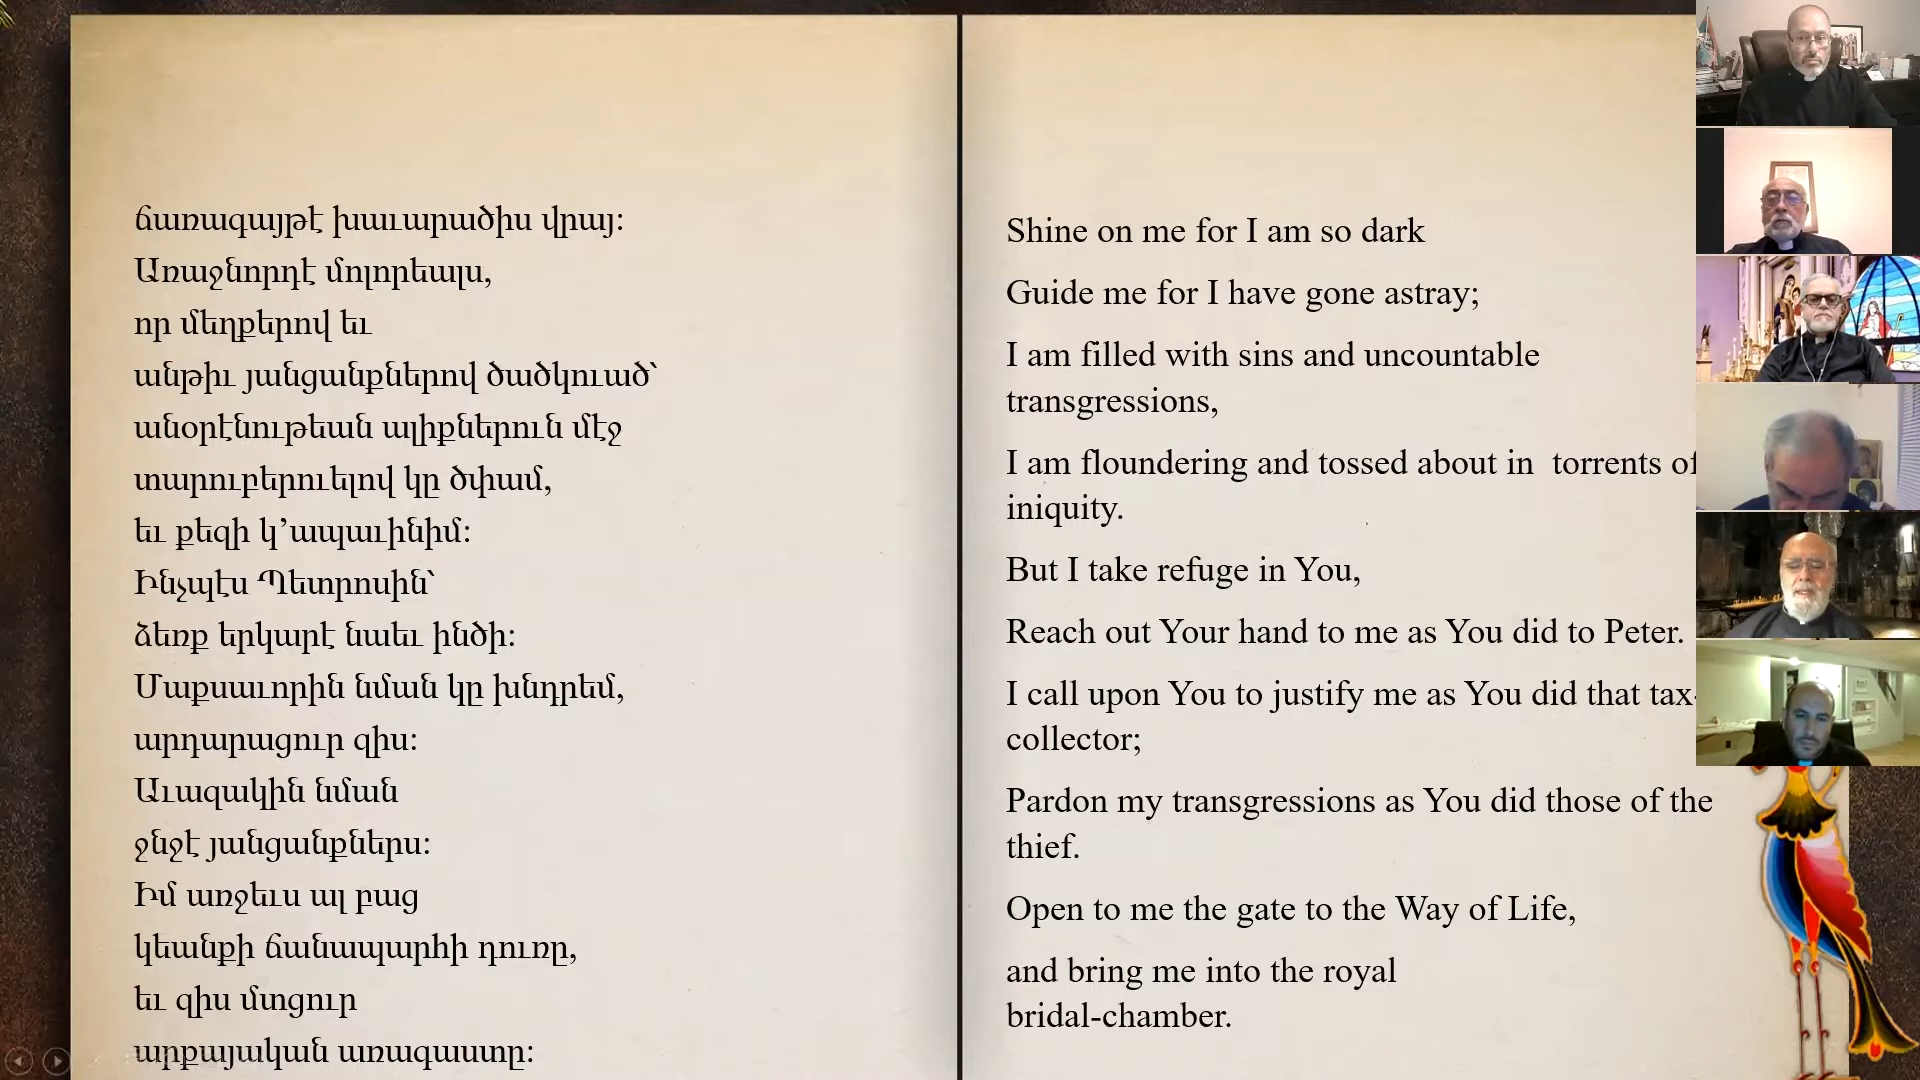 ճառագայթէ խաւարածիս վրայ:
Առաջնորդէ մոլորեալս,
որ մեղքերով եւ
անթիւ յանցանքներով ծածկուած՝
անօրէնութեան ալիքներուն մէջ
տարուբերուելով կը ծփամ,
եւ քեզի կ’ապաւինիմ:
Ինչպէս Պետրոսին՝
ձեռք երկարէ նաեւ ինծի:
Մաքսաւորին նման կը խնդրեմ,
արդարացուր զիս:
Աւազակին նման
ջնջէ յանցանքներս:
Իմ առջեւս ալ բաց
կեանքի ճանապարհի դուռը,
եւ զիս մտցուր
արքայական առագաստը:
Shine on me for I am so dark
Guide me for I have gone astray;
I am filled with sins and uncountable
transgressions,
I am floundering and tossed about in torrents of
iniquity.
But I take refuge in You,
Reach out Your hand to me as You did to Peter.
I call upon You to justify me as You did that tax-
collector;
Pardon my transgressions as You did those of the
thief.
Open to me the gate to the Way of Life,
and bring me into the royal
bridal-chamber.